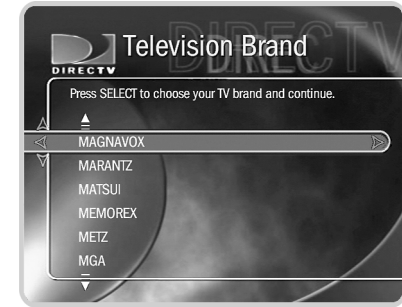 DIRECTV
Television Brand
DIRECTV
Press SELECT to choose your TV brand and continue.
MAGNAVOX
MARANTZ
MATSUI
MEMOREX
METZ
MGA